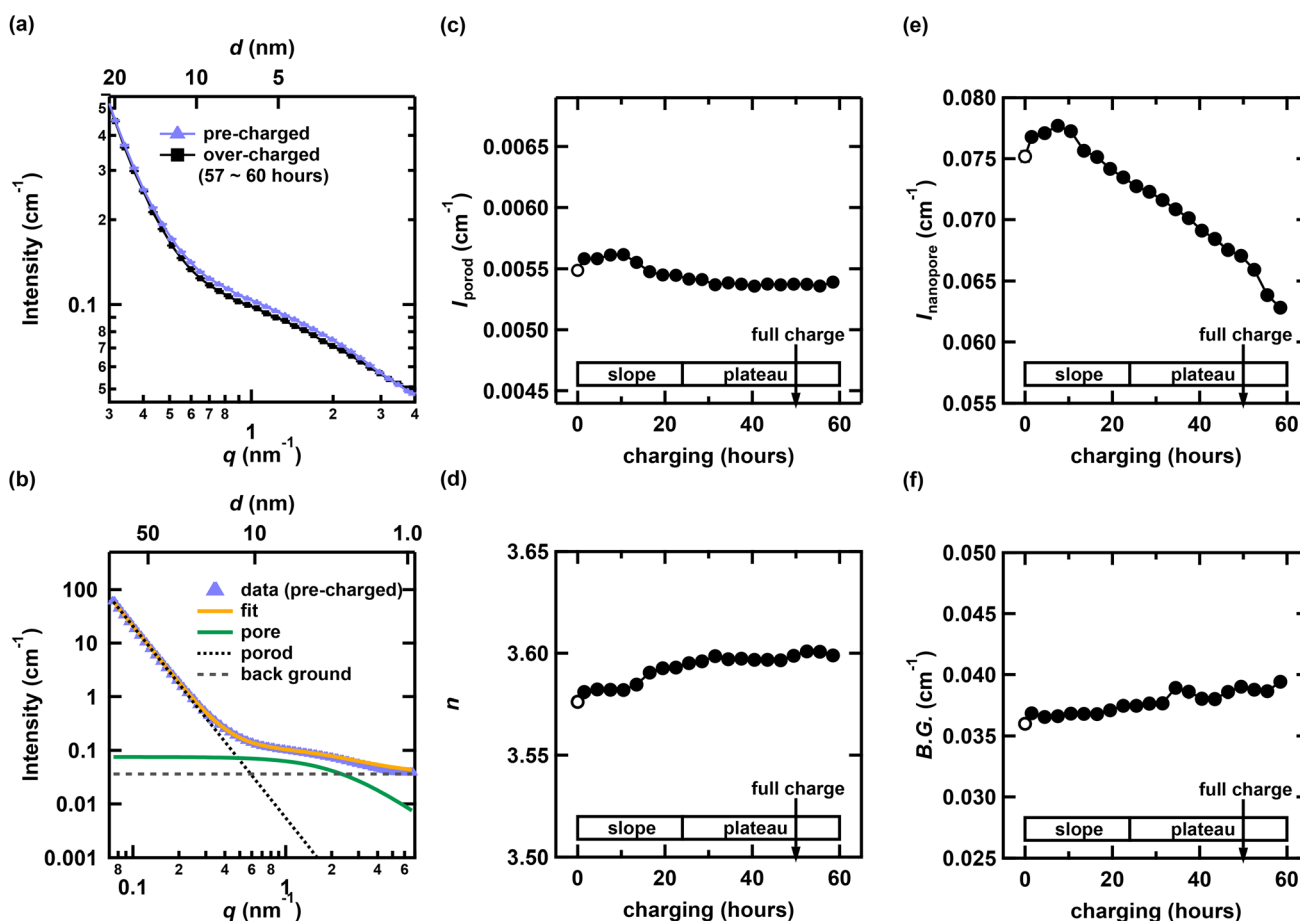 (a)
d (nm)
20 10 5
5
4
3
2
0.1
8
7
6
5
Intensity (cm⁻¹)
pre-charged
over-charged
(57 ~ 60 hours)
3 4 5 6 7 8 1 2 3 4
q (nm⁻¹)
(b)
d (nm)
50 10 1.0
100
10
1
0.1
0.01
0.001
Intensity (cm⁻¹)
data (pre-charged)
fit
pore
porod
back ground
8 0.1 2 4 6 8 1 2 4 6
q (nm⁻¹)
(c)
0.0065
0.0060
0.0055
0.0050
0.0045
I porod (cm⁻¹)
full charge
slope plateau
0 20 40 60
charging (hours)
(d)
3.65
3.60
3.55
3.50
n
full charge
slope plateau
0 20 40 60
charging (hours)
(e)
0.080
0.075
0.070
0.065
0.060
0.055
I nanopore (cm⁻¹)
full charge
slope plateau
0 20 40 60
charging (hours)
(f)
0.050
0.045
0.040
0.035
0.030
0.025
B.G. (cm⁻¹)
full charge
slope plateau
0 20 40 60
charging (hours)